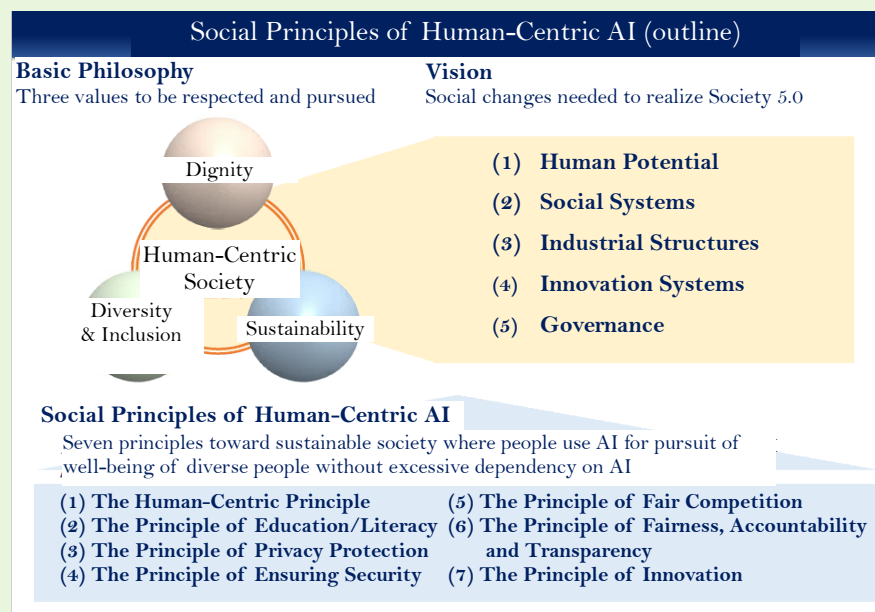 Social Principles of Human-Centric AI (outline)
Basic Philosophy
Three values to be respected and pursued
Dignity
Human-Centric
Society
Diversity
& Inclusion
Sustainability
Vision
Social changes needed to realize Society 5.0
(1) Human Potential
(2) Social Systems
(3) Industrial Structures
(4) Innovation Systems
(5) Governance
Social Principles of Human-Centric AI
Seven principles toward sustainable society where people use AI for pursuit of
well-being of diverse people without excessive dependency on AI
(1) The Human-Centric Principle
(2) The Principle of Education/Literacy
(3) The Principle of Privacy Protection
(4) The Principle of Ensuring Security
(5) The Principle of Fair Competition
(6) The Principle of Fairness, Accountability
and Transparency
(7) The Principle of Innovation